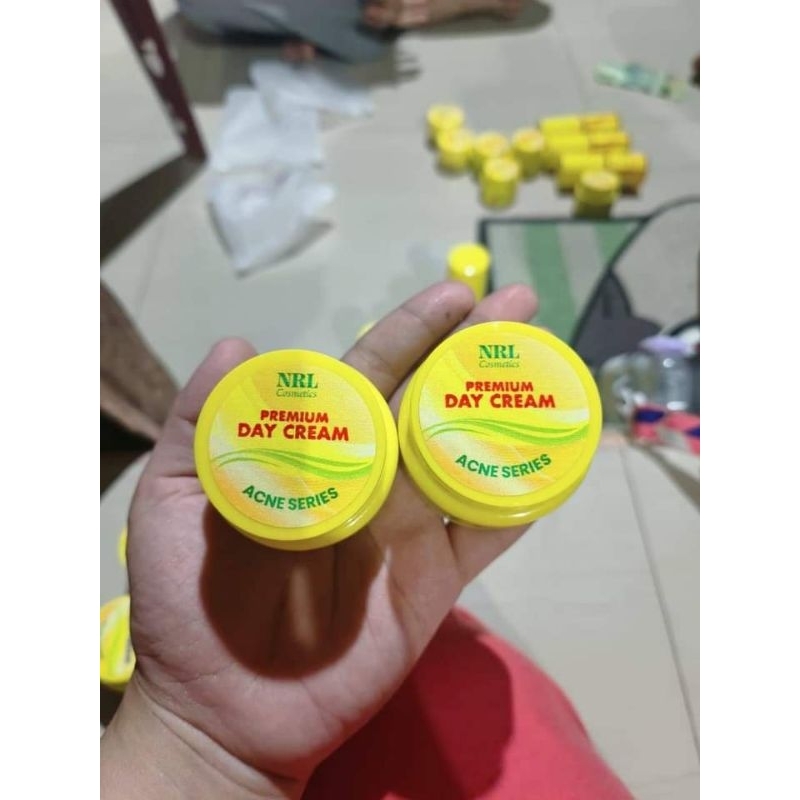 NRL
Cosmetics
PREMIUM
DAY CREAM
ACNE SERIES
NRL
Cosmetics
PREMIUM
DAY CREAM
ACNE SERIES